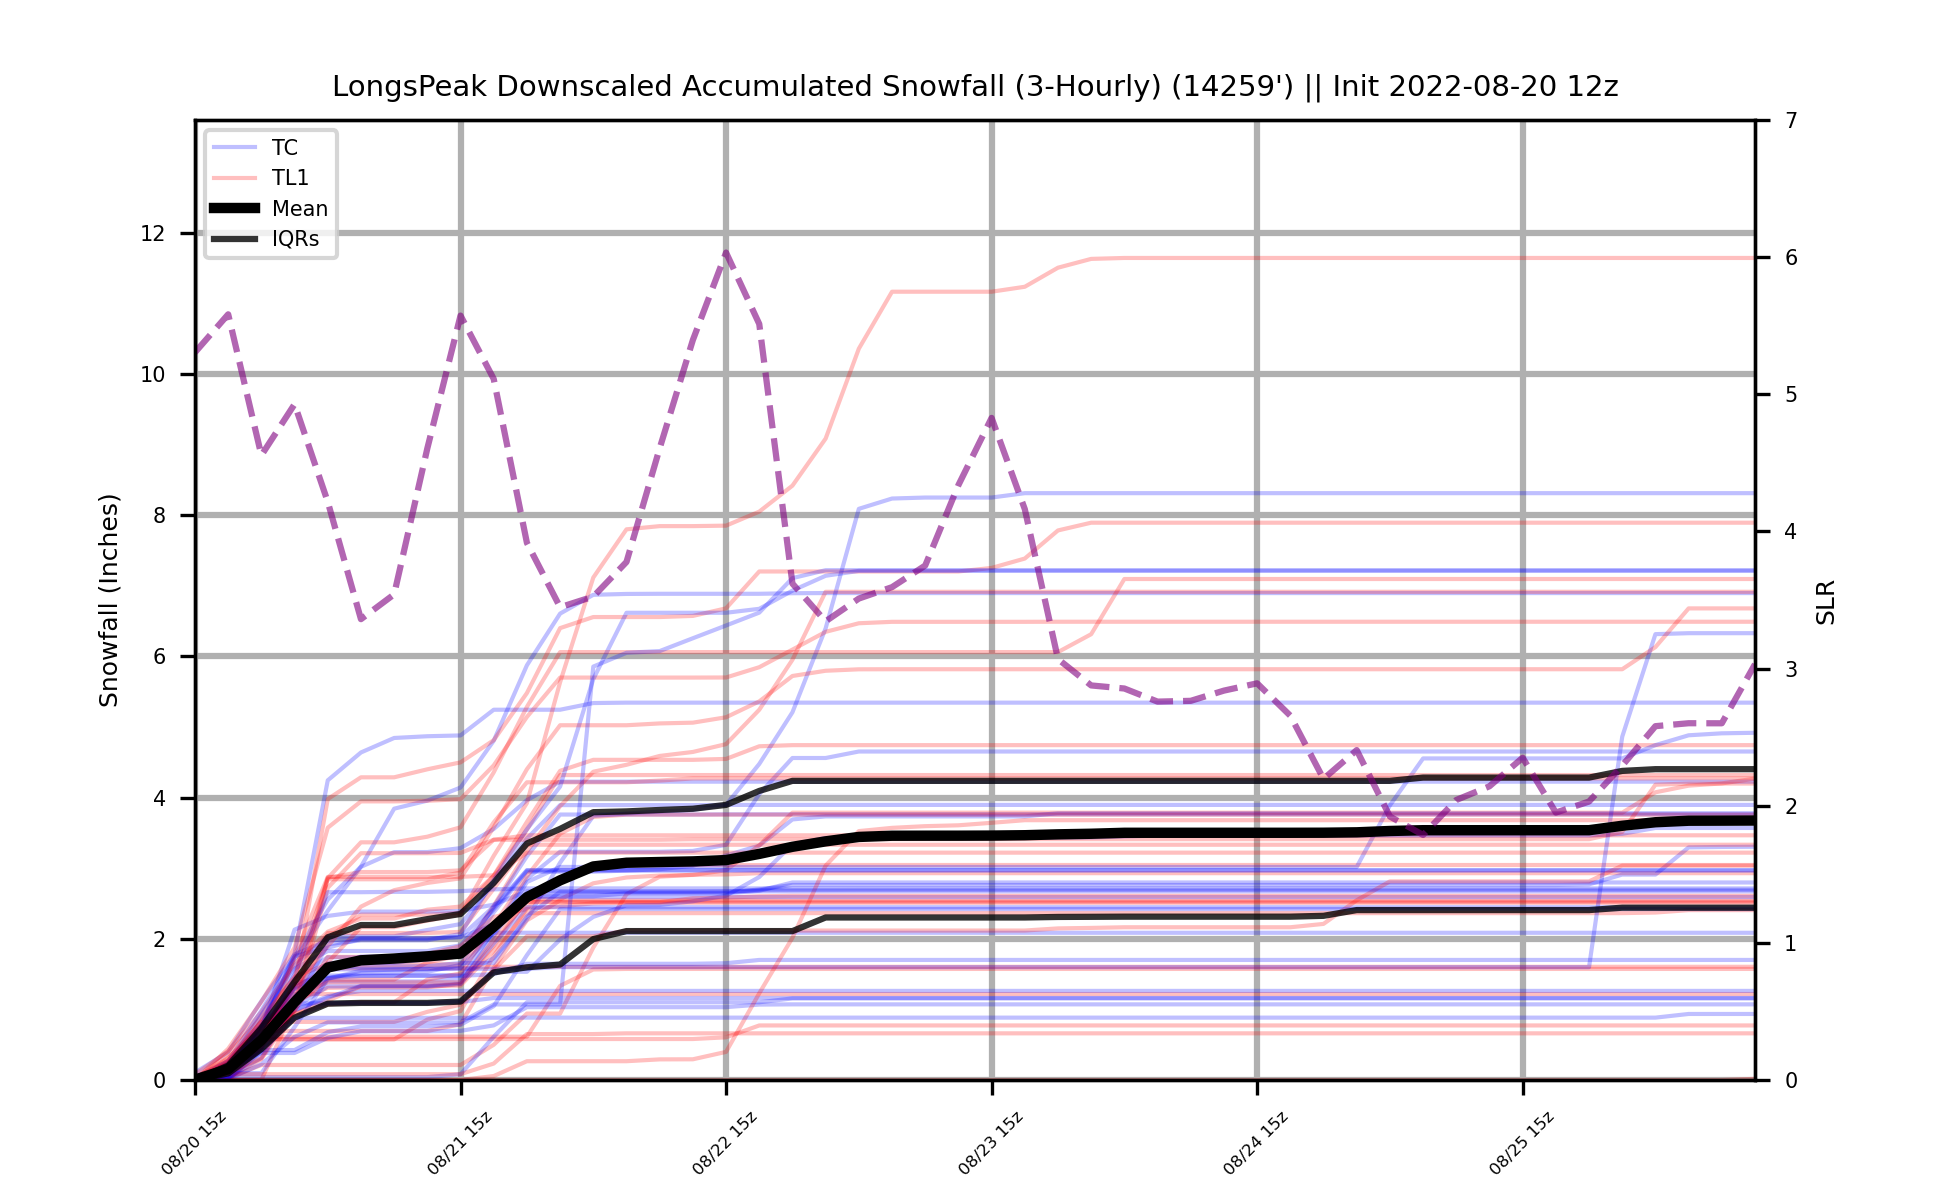 LongsPeak Downscaled Accumulated Snowfall (3-Hourly) (14259') || Init 2022-08-20 12z
TC
TL1
Mean
IQRs
Snowfall (Inches)
12
10
8
6
4
2
0
7
6
5
4
3
2
1
0
SLR
08/20 15z
08/21 15z
08/22 15z
08/23 15z
08/24 15z
08/25 15z